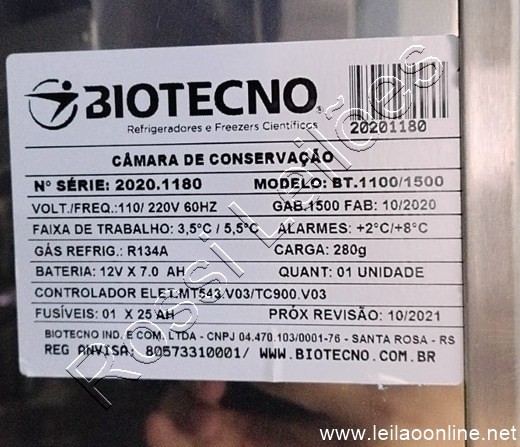 BIOTECNO
Refrigeradores e Freezers Científicos
20201180
CÂMARA DE CONSERVAÇÃO
Nº SÉRIE: 2020.1180 MODELO: BT.1100/1500
VOLT./FREQ.:110/ 220V 60HZ GAB.1500 FAB: 10/2020
FAIXA DE TRABALHO: 3,5°C / 5,5°C ALARMES: +2°C/+8°C
GÁS REFRIG.: R134A CARGA: 280g
BATERIA: 12V X 7.0 AH QUANT: 01 UNIDADE
CONTROLADOR ELET.MT543.V03/TC900.V03
FUSÍVEIS: 01 X 25 AH PRÓX REVISÃO: 10/2021
BIOTECNO IND. E COM. LTDA - CNPJ 04.470.103/0001-76 - SANTA ROSA - RS
REG ANVISA: 80573310001/ WWW.BIOTECNO.COM.BR
Rossi Leilões
www.leilaoonline.net